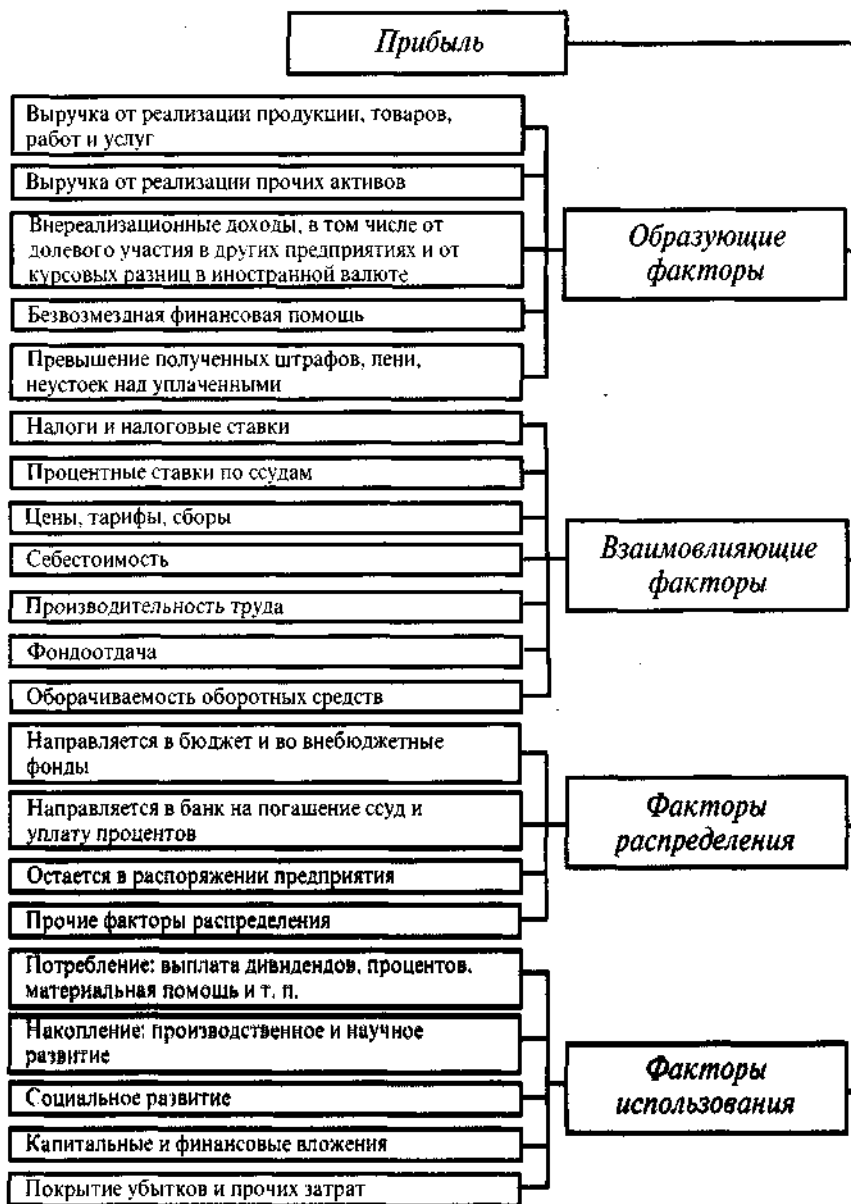 Прибыль
Выручка от реализации продукции, товаров,
работ и услуг
Выручка от реализации прочих активов
Внереализационные доходы, в том числе от
долевого участия в других предприятиях и от
курсовых разниц в иностранной валюте
Безвозмездная финансовая помощь
Превышение полученных штрафов, пени,
неустоек над уплаченными
Образующие
факторы
Налоги и налоговые ставки
Процентные ставки по ссудам
Цены, тарифы, сборы
Себестоимость
Производительность труда
Фондоотдача
Оборачиваемость оборотных средств
Взаимовлияющие
факторы
Направляется в бюджет и во внебюджетные
фонды
Направляется в банк на погашение ссуд и
уплату процентов
Остается в распоряжении предприятия
Прочие факторы распределения
Факторы
распределения
Потребление: выплата дивидендов, процентов,
материальная помощь и т. п.
Накопление: производственное и научное
развитие
Социальное развитие
Капитальные и финансовые вложения
Покрытие убытков и прочих затрат
Факторы
использования